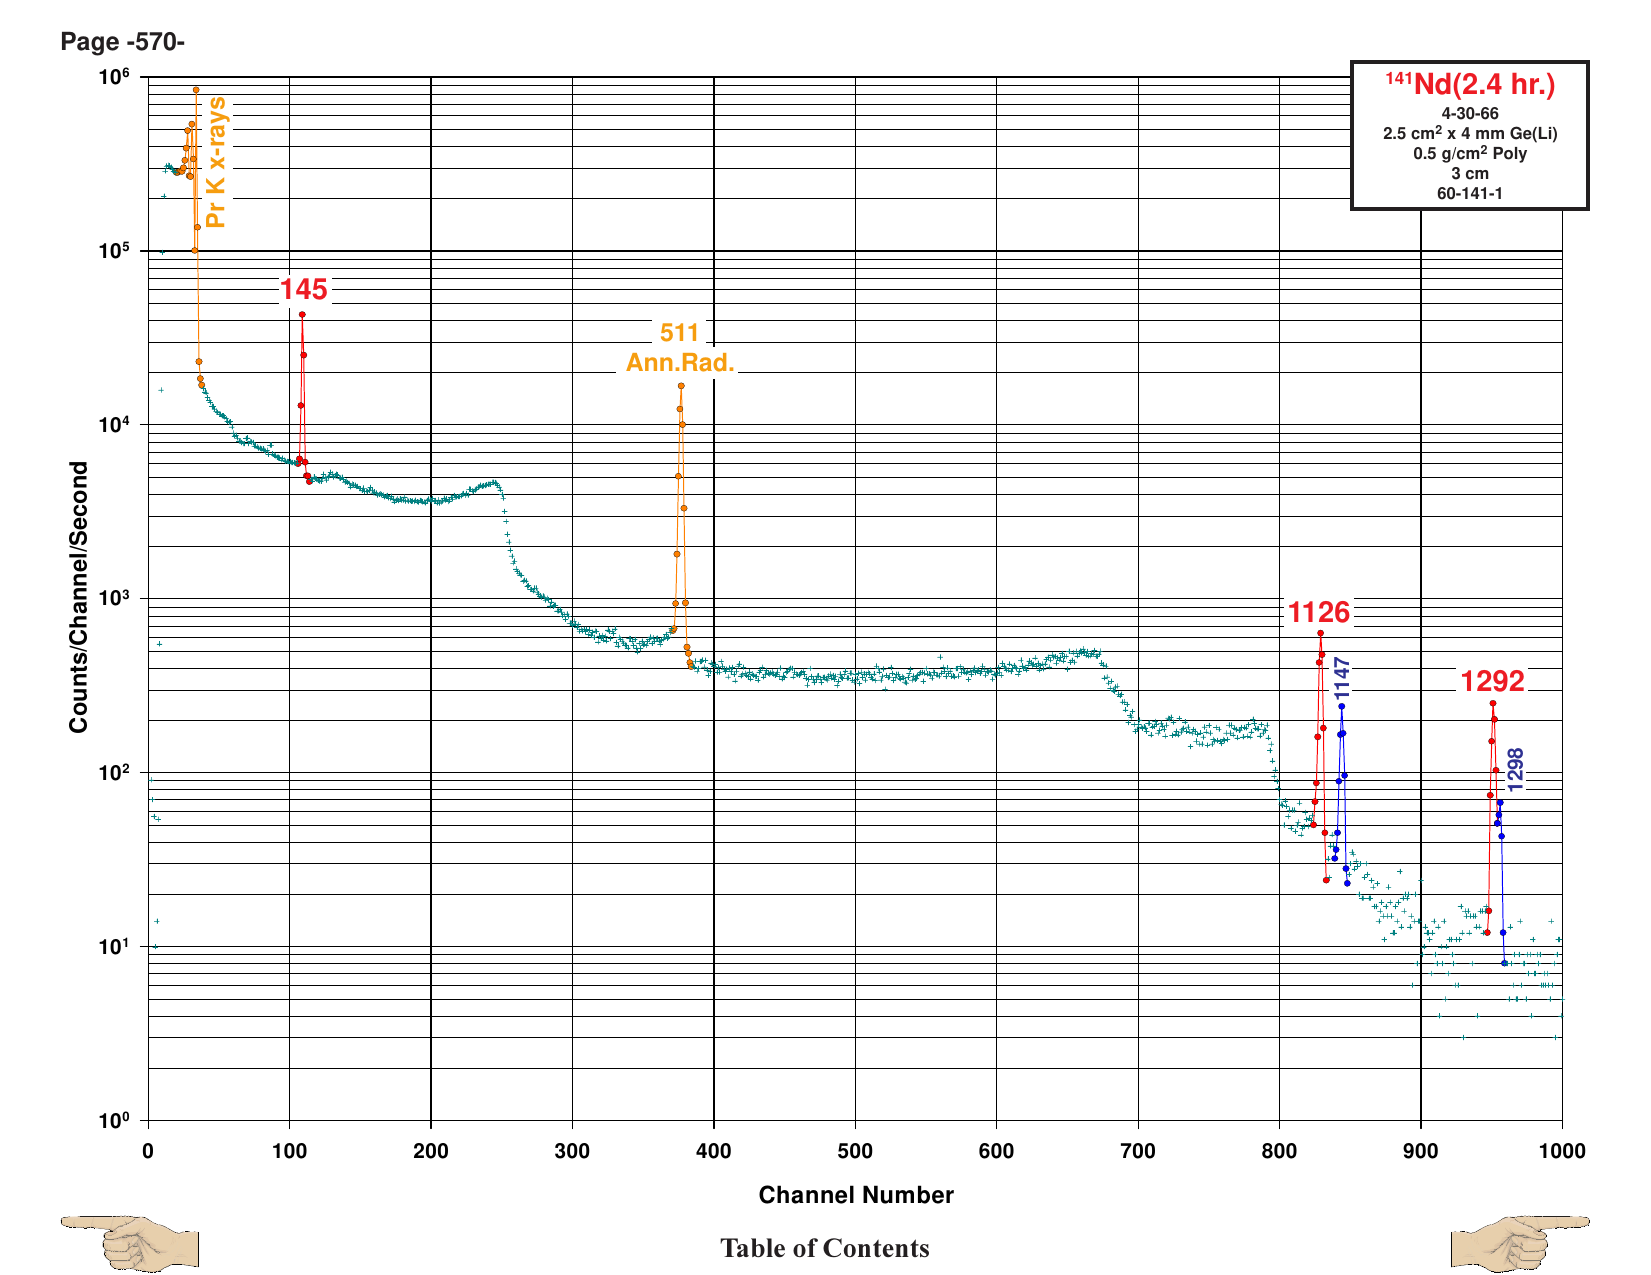 Page -570-
¹⁴¹Nd(2.4 hr.)
4-30-66
2.5 cm² x 4 mm Ge(Li)
0.5 g/cm² Poly
3 cm
60-141-1
Pr K x-rays
145
511
Ann.Rad.
1126
1147
1292
1298
Counts/Channel/Second
10⁶
10⁵
10⁴
10³
10²
10¹
10⁰
0 100 200 300 400 500 600 700 800 900 1000
Channel Number
Table of Contents